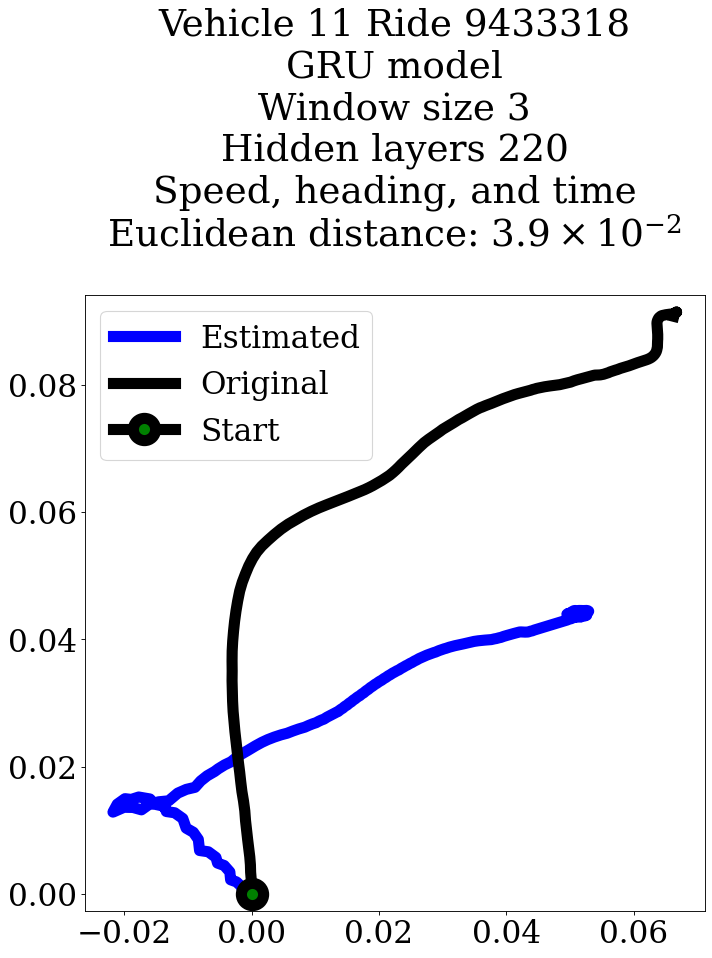 Vehicle 11 Ride 9433318
GRU model
Window size 3
Hidden layers 220
Speed, heading, and time
Euclidean distance: 3.9 × 10⁻²
Estimated
Original
Start
0.08
0.06
0.04
0.02
0.00
−0.02 0.00 0.02 0.04 0.06